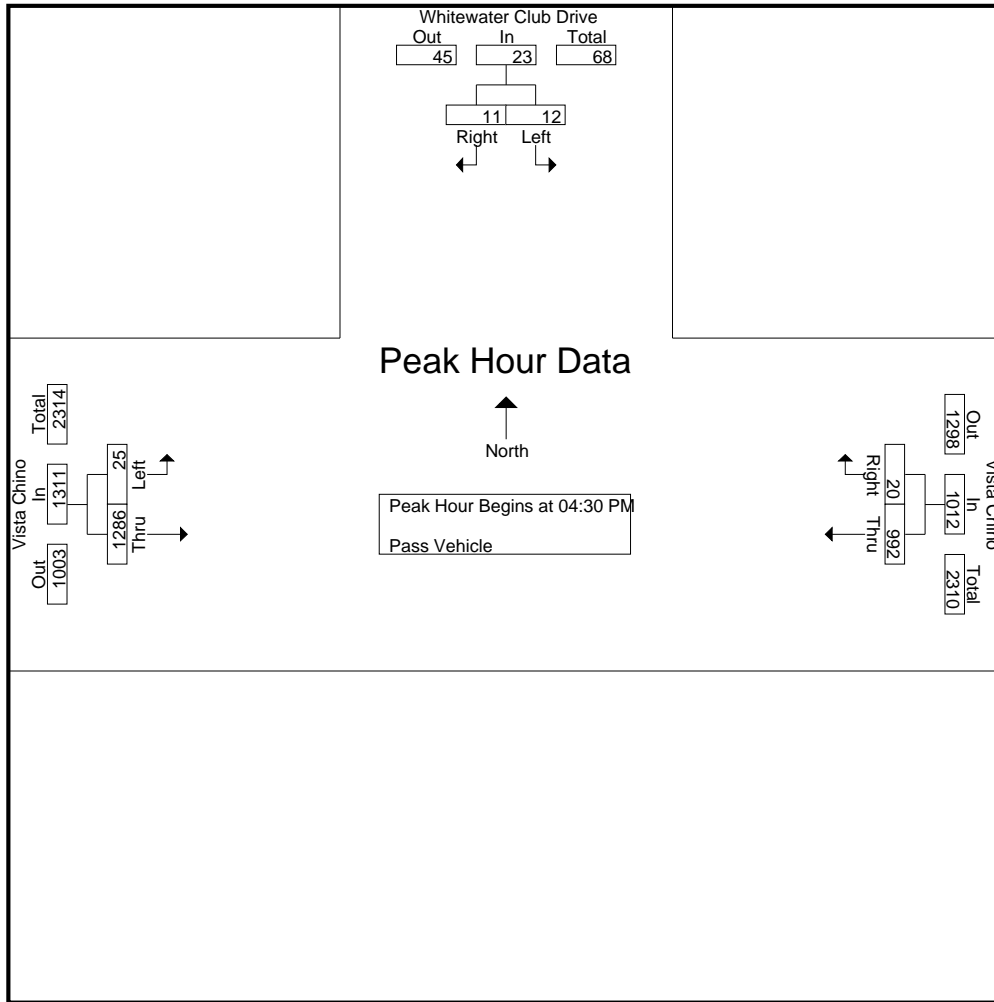 Whitewater Club Drive
Out In Total
45 23 68
11 12
Right Left
Peak Hour Data
North
Peak Hour Begins at 04:30 PM
Pass Vehicle
Vista Chino
Total In Out
2314 1311 1003
25 1286
Left Thru
Vista Chino
Out In Total
1298 1012 2310
20 992
Right Thru